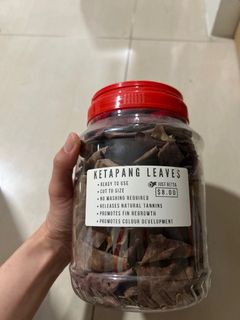 KETAPANG LEAVES
• READY TO USE
• CUT TO SIZE
• NO WASHING REQUIRED
• RELEASES NATURAL TANNINS
• PROMOTES FIN REGROWTH
• PROMOTES COLOUR DEVELOPMENT
JUST BETTA
$8.00